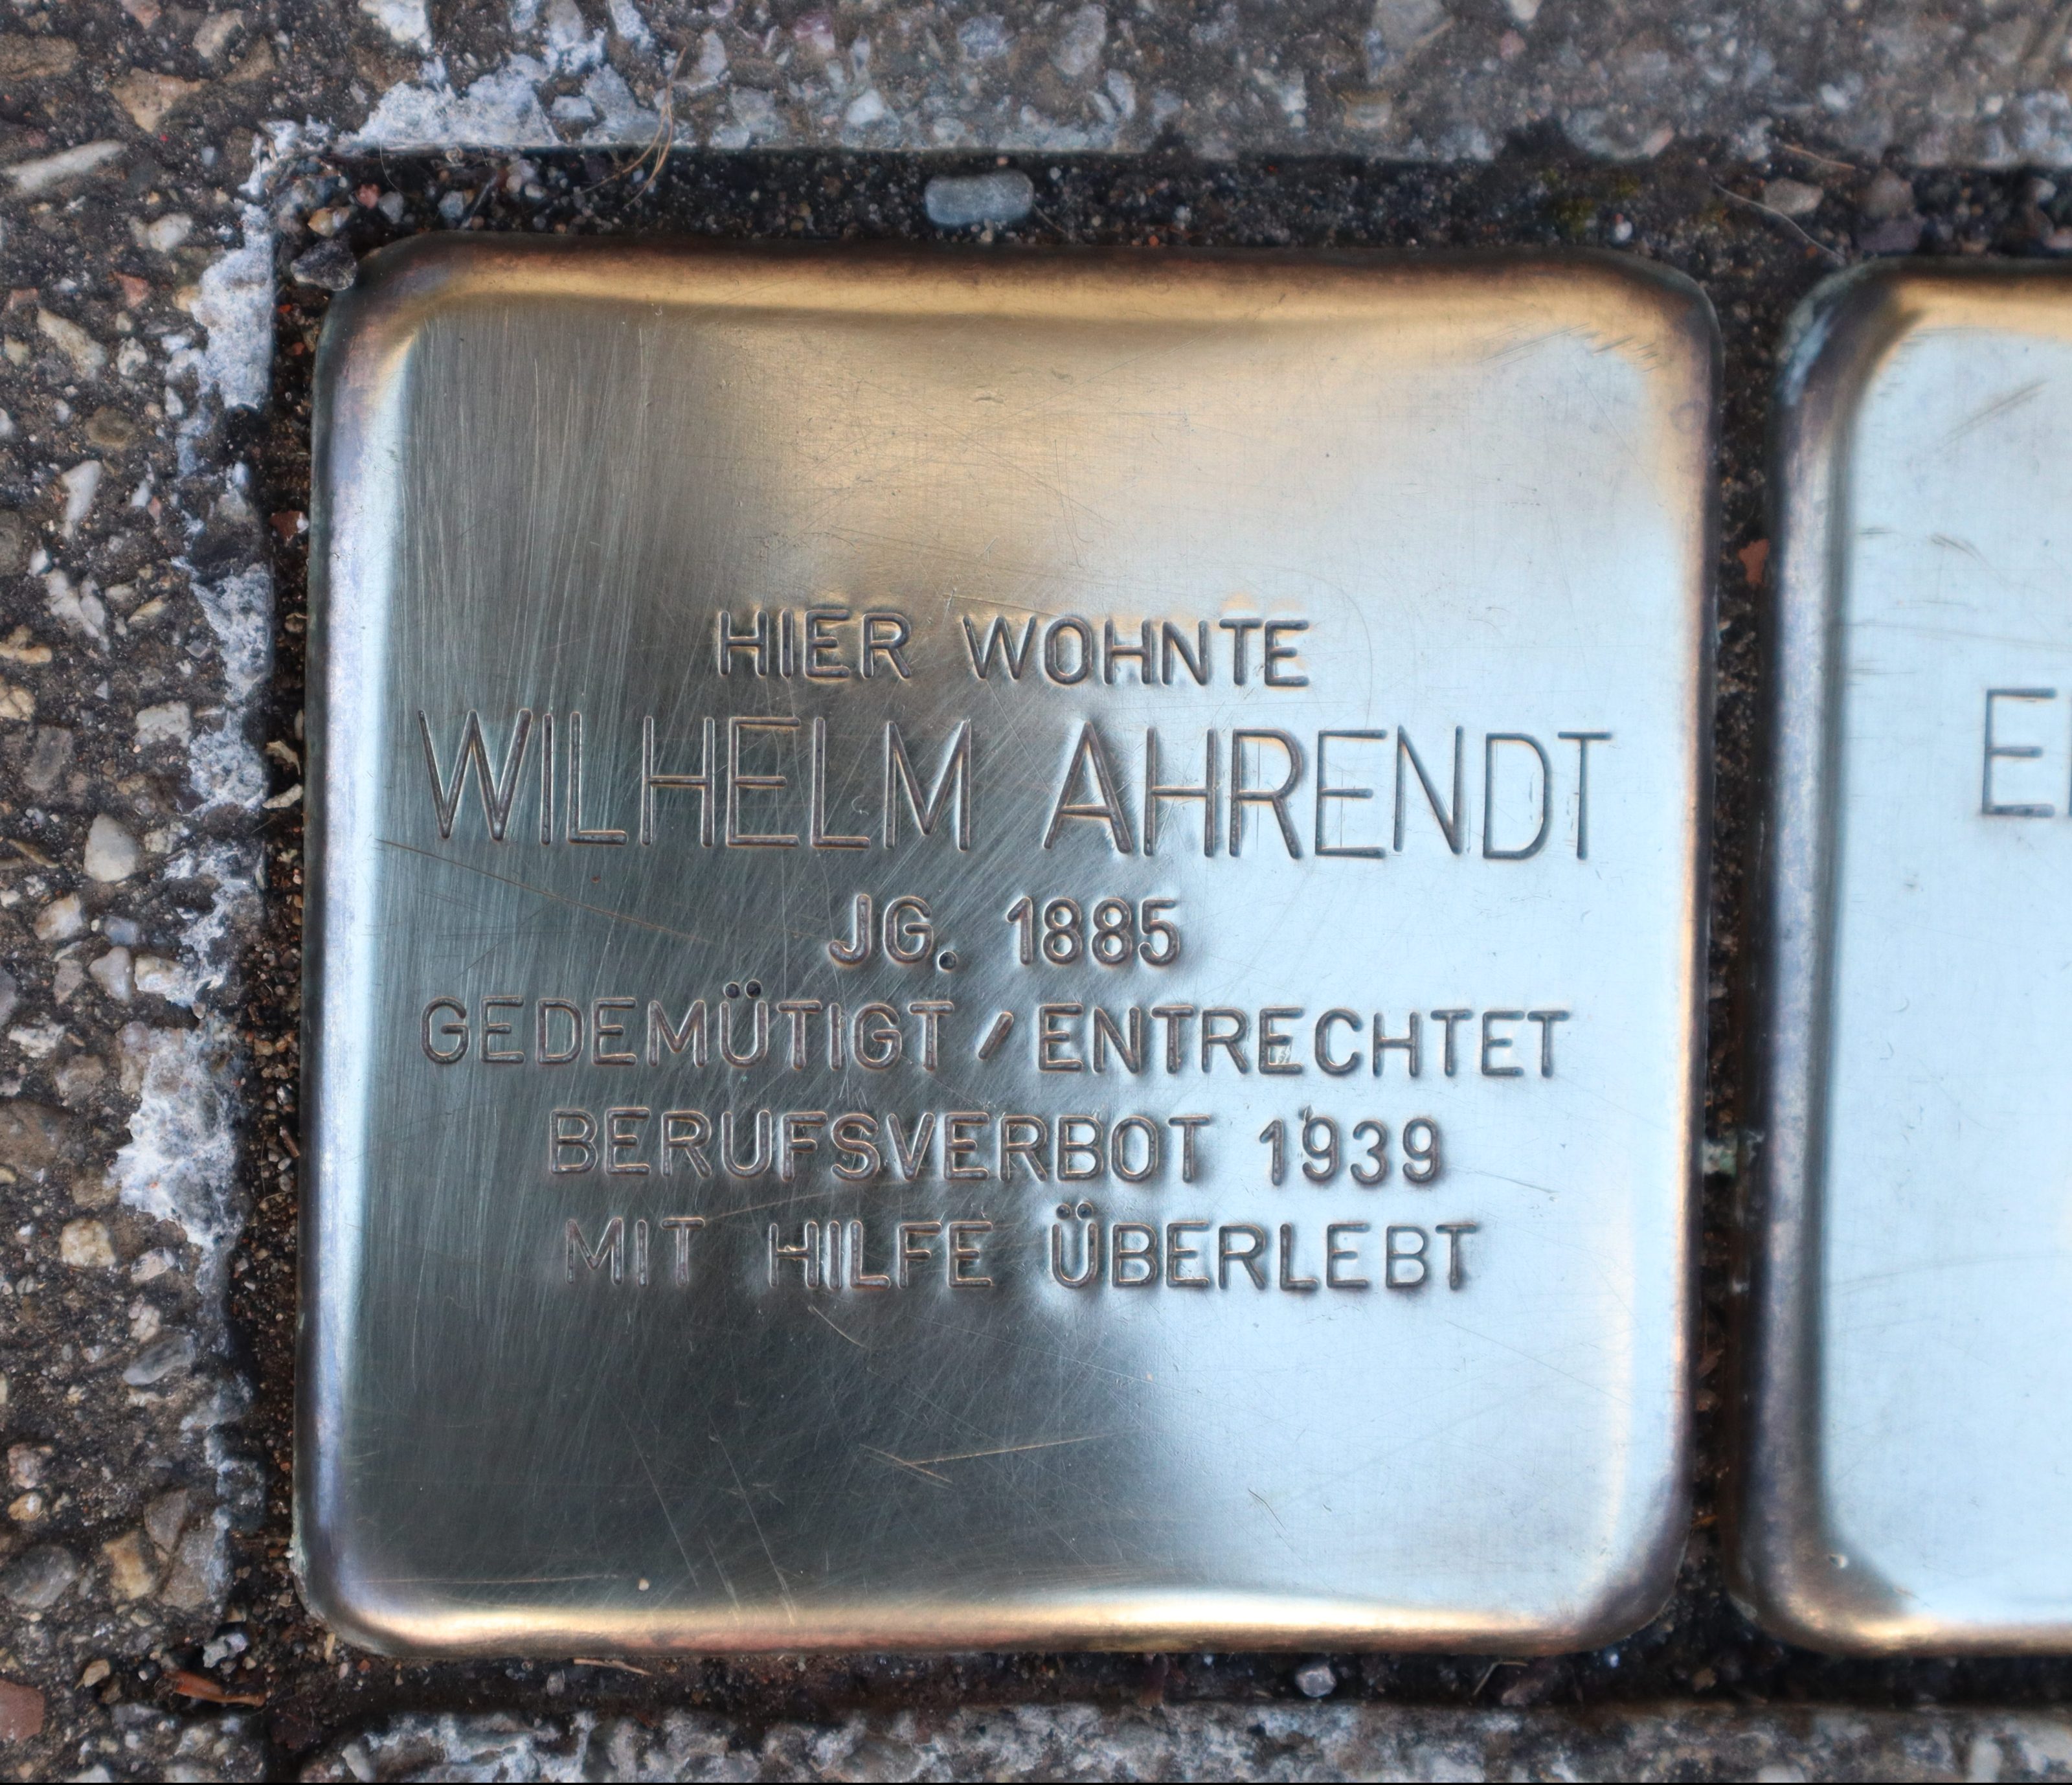 HIER WOHNTE
WILHELM AHRENDT
JG. 1885
GEDEMÜTIGT / ENTRECHTET
BERUFSVERBOT 1939
MIT HILFE ÜBERLEBT